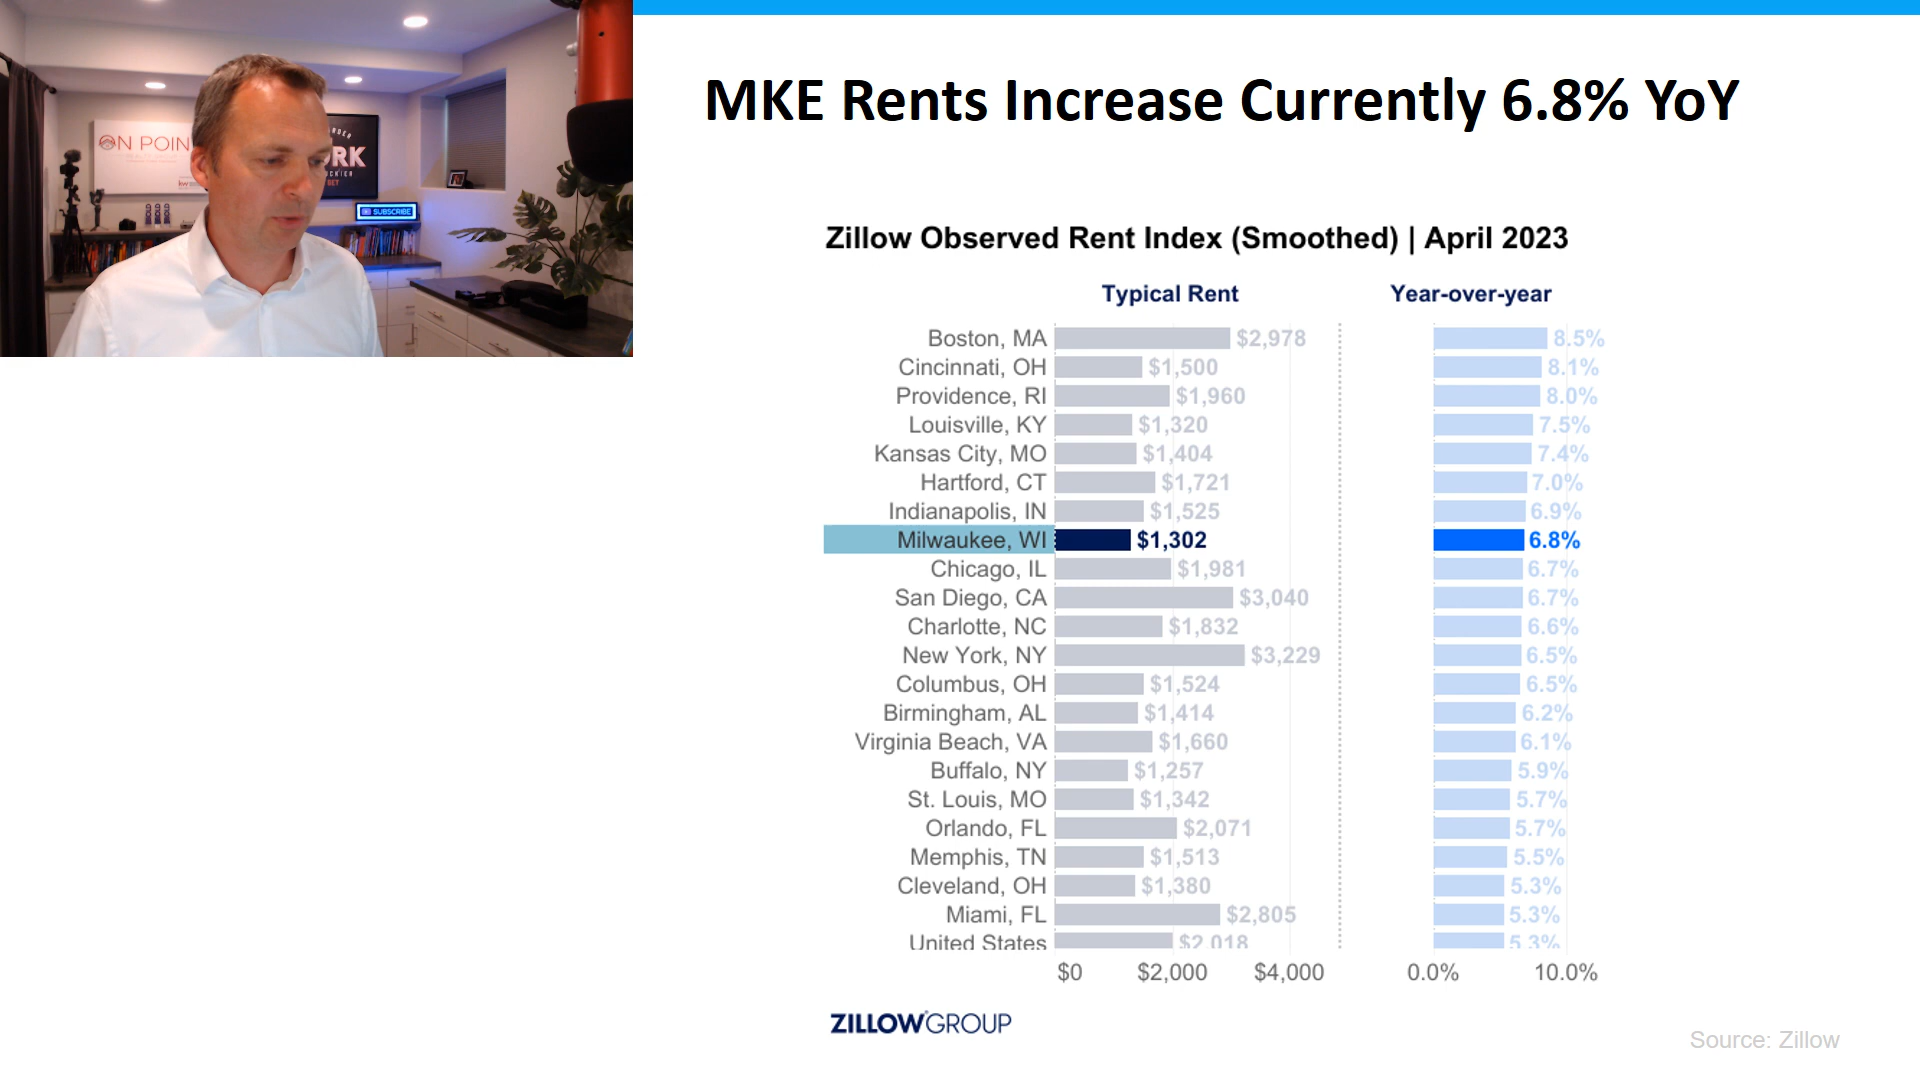 MKE Rents Increase Currently 6.8% YoY
ON POIN
kw
RDER
RK
UCKIER
GET
SUBSCRIBE
Zillow Observed Rent Index (Smoothed) | April 2023
Typical Rent Year-over-year
Boston, MA $2,978 8.5%
Cincinnati, OH $1,500 8.1%
Providence, RI $1,960 8.0%
Louisville, KY $1,320 7.5%
Kansas City, MO $1,404 7.4%
Hartford, CT $1,721 7.0%
Indianapolis, IN $1,525 6.9%
Milwaukee, WI $1,302 6.8%
Chicago, IL $1,981 6.7%
San Diego, CA $3,040 6.7%
Charlotte, NC $1,832 6.6%
New York, NY $3,229 6.5%
Columbus, OH $1,524 6.5%
Birmingham, AL $1,414 6.2%
Virginia Beach, VA $1,660 6.1%
Buffalo, NY $1,257 5.9%
St. Louis, MO $1,342 5.7%
Orlando, FL $2,071 5.7%
Memphis, TN $1,513 5.5%
Cleveland, OH $1,380 5.3%
Miami, FL $2,805 5.3%
United States $2,018 5.3%
$0 $2,000 $4,000 0.0% 10.0%
ZILLOW GROUP
Source: Zillow